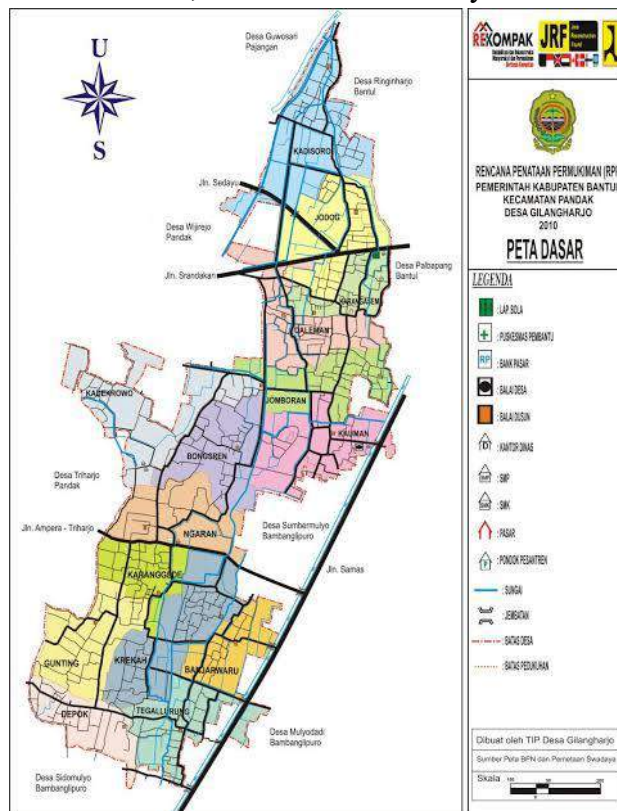 Desa Guwosari
Pajangan
U
S
Desa Ringinharjo
Bantul
KADISORO
Jln. Sedayu
JODOG
Desa Wijirejo
Pandak
Desa Palbapang
Bantul
Jln. Srandakan
KARANGASEM
DALEMAN
KADEKROWO
JOMBORAN
KAUMAN
BONGSREN
Desa Triharjo
Pandak
Jln. Ampera - Triharjo
NGARAN
Desa Sumbermulyo
Bambanglipuro
Jln. Samas
KARANGGEDE
GUNTING
KREKAH
BANJARWARU
DEPOK
TEGALLURUNG
Desa Mulyodadi
Bambanglipuro
Desa Sidomulyo
Bambanglipuro
REKOMPAK
JRF
RENCANA PENATAAN PERMUKIMAN (RPP
PEMERINTAH KABUPATEN BANTUL
KECAMATAN PANDAK
DESA GILANGHARJO
2010
PETA DASAR
LEGENDA
: LAP. BOLA
: PUSKESMAS PEMBANTU
RP : BANK PASAR
: BALAI DESA
: BALAI DUSUN
D : KANTOR DINAS
SMP : SMP
SMK : SMK
: PASAR
P : PONDOK PESANTREN
: SUNGAI
: JEMBATAN
: BATAS DESA
: BATAS PEDUKUHAN
Dibuat oleh TIP Desa Gilangharjo
Sumber Peta BPN dan Pemetaan Swadaya
Skala